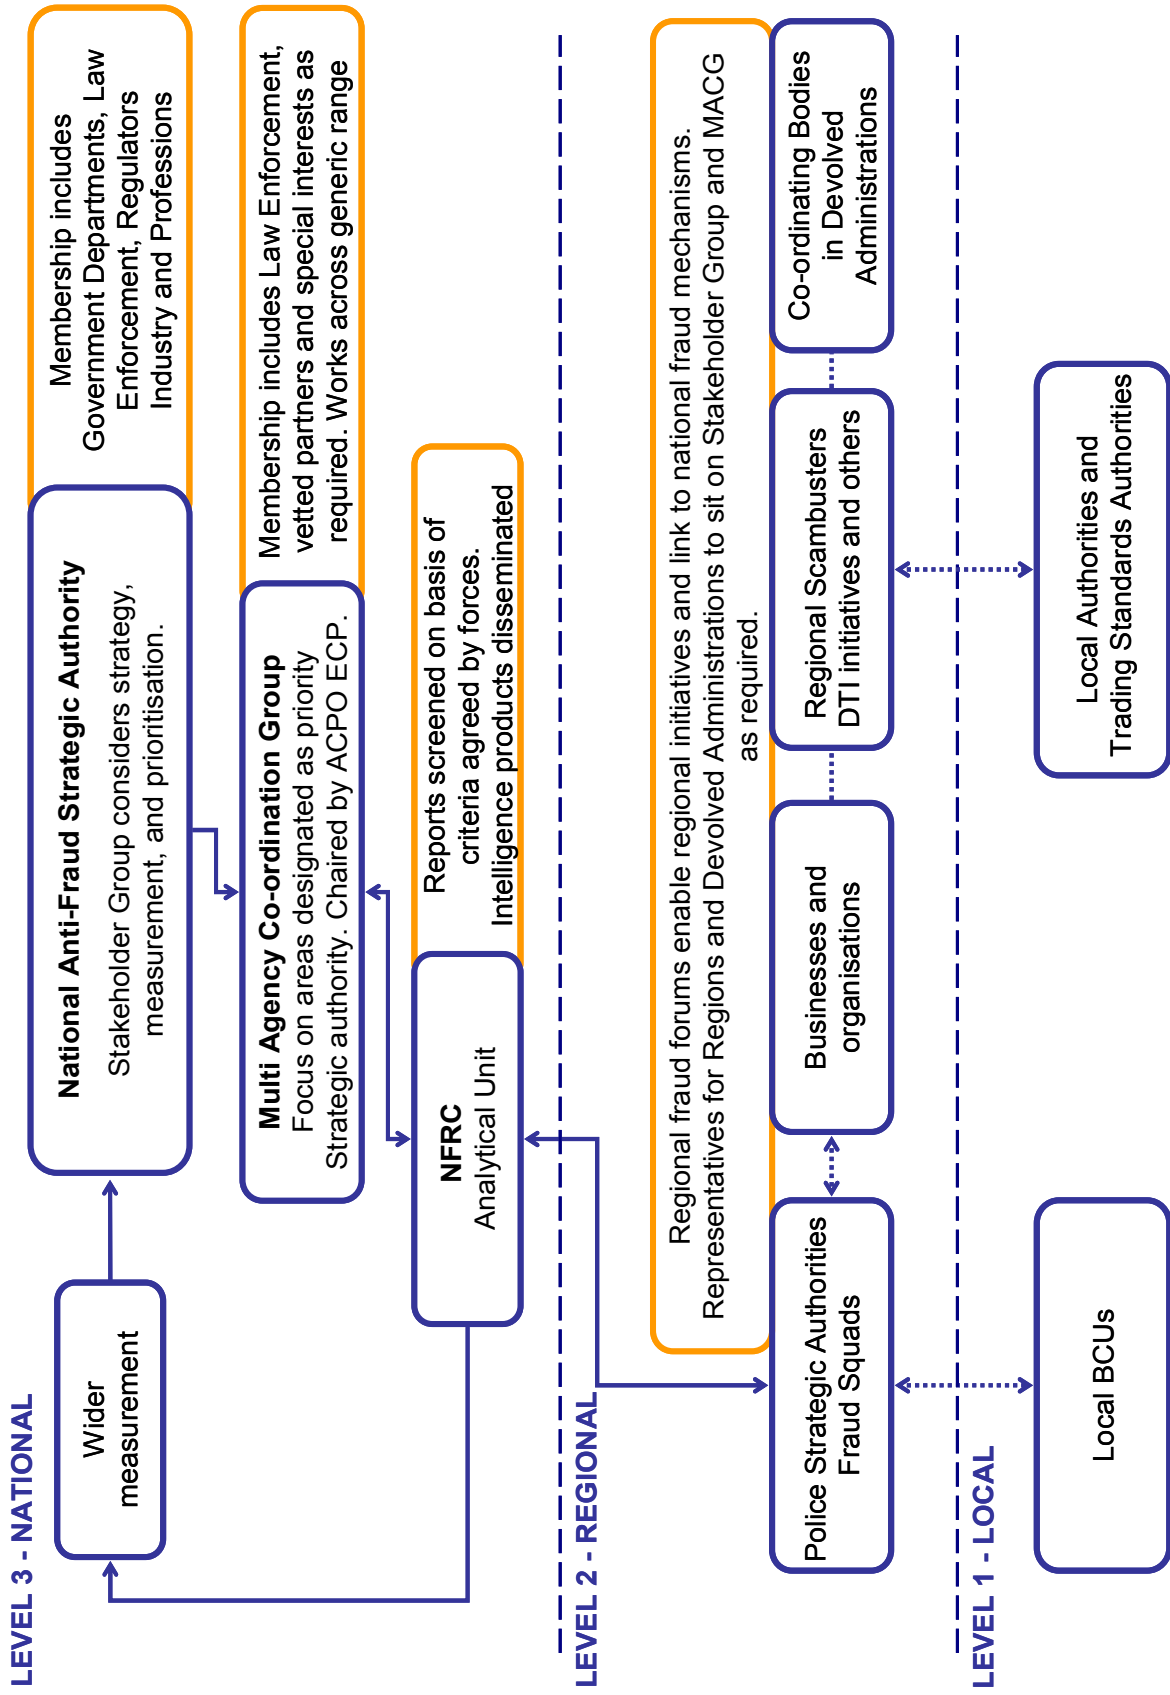 LEVEL 3 - NATIONAL
Wider
measurement
National Anti-Fraud Strategic Authority
Stakeholder Group considers strategy,
measurement, and prioritisation.
Membership includes
Government Departments, Law
Enforcement, Regulators
Industry and Professions
Multi Agency Co-ordination Group
Focus on areas designated as priority
Strategic authority. Chaired by ACPO ECP.
Membership includes Law Enforcement,
vetted partners and special interests as
required. Works across generic range
NFRC
Analytical Unit
Reports screened on basis of
criteria agreed by forces.
Intelligence products disseminated
LEVEL 2 - REGIONAL
Regional fraud forums enable regional initiatives and link to national fraud mechanisms.
Representatives for Regions and Devolved Administrations to sit on Stakeholder Group and MACG
as required.
Police Strategic Authorities
Fraud Squads
Businesses and
organisations
Regional Scambusters
DTI initiatives and others
Co-ordinating Bodies
in Devolved
Administrations
LEVEL 1 - LOCAL
Local BCUs
Local Authorities and
Trading Standards Authorities